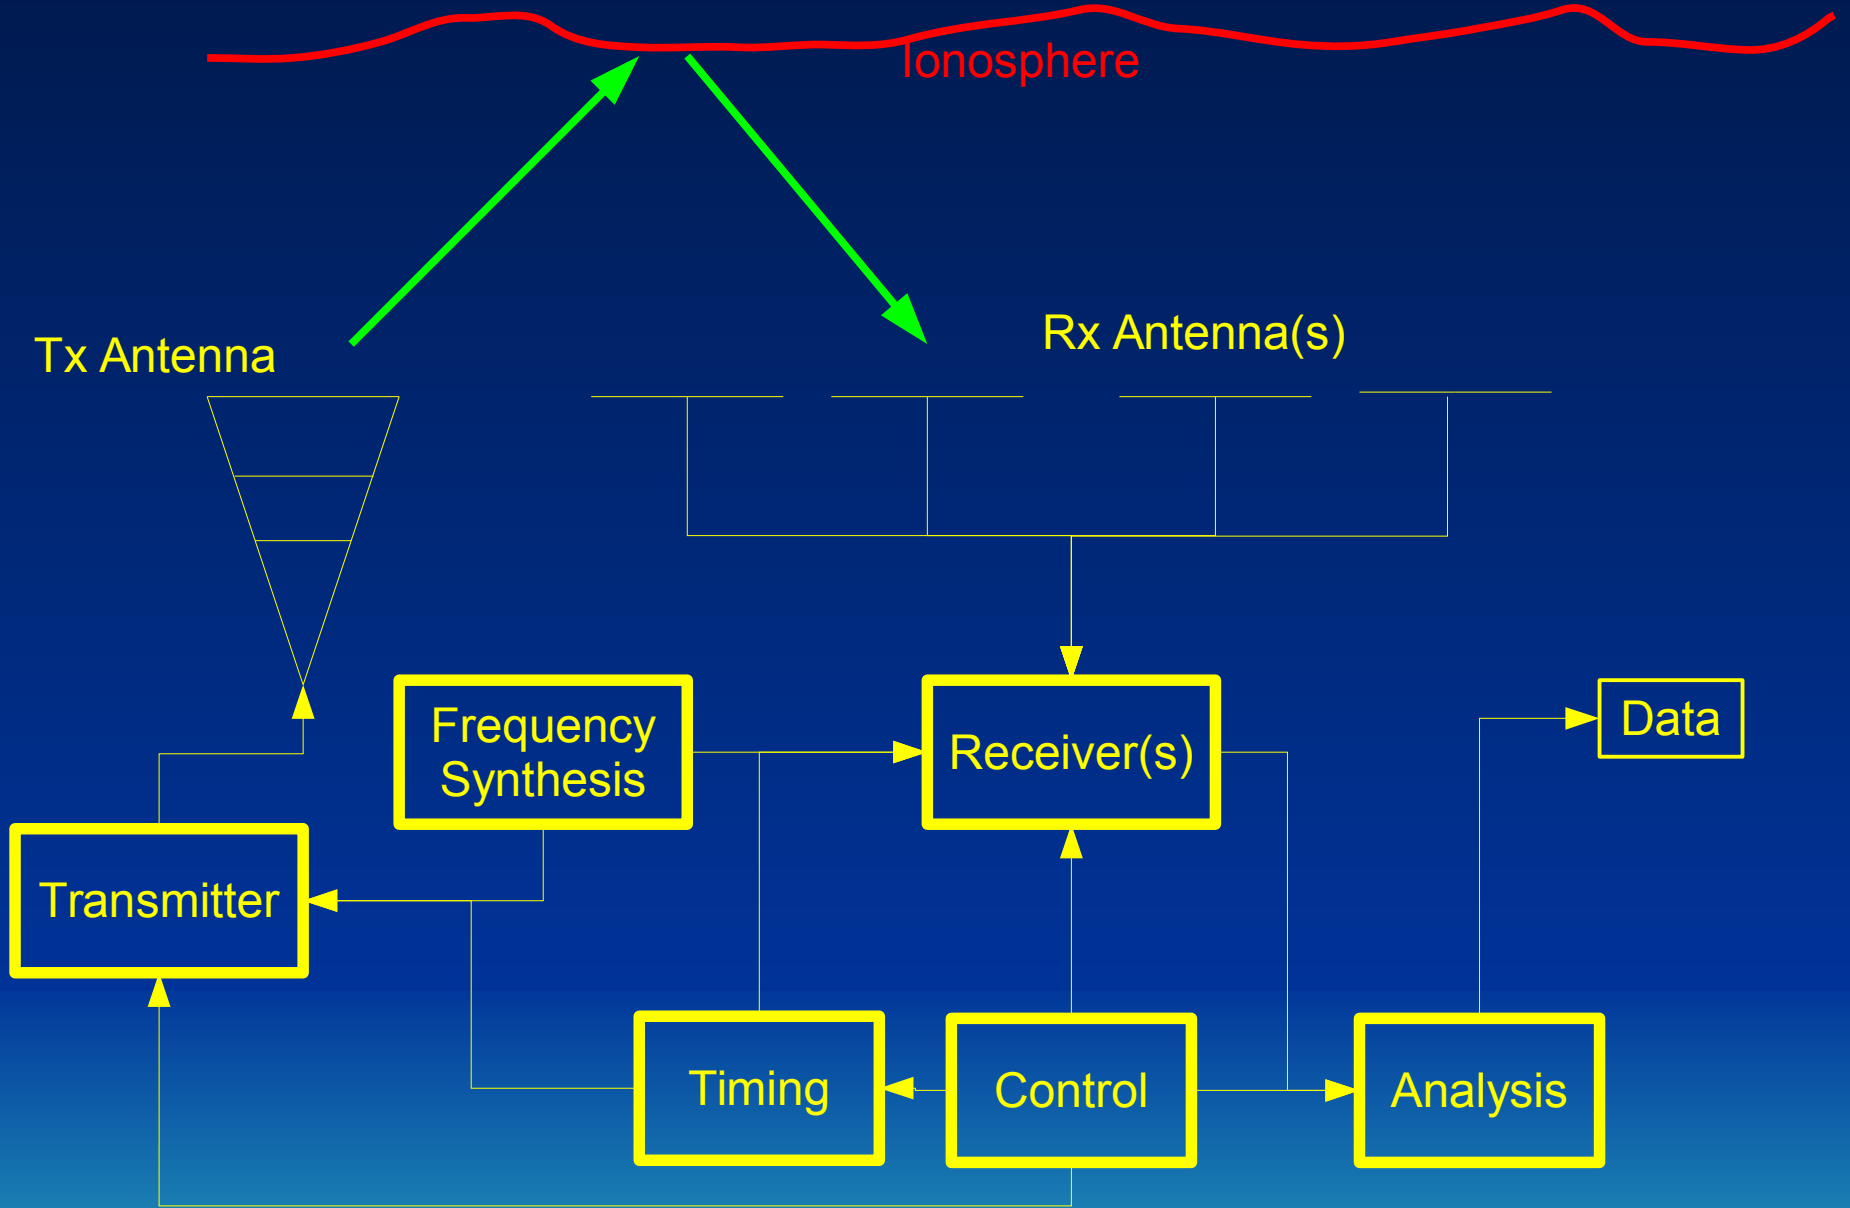 Ionosphere
Tx Antenna
Rx Antenna(s)
Frequency
Synthesis
Receiver(s)
Data
Transmitter
Timing
Control
Analysis